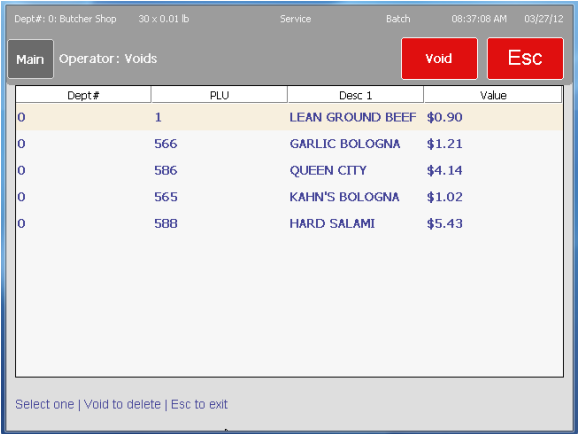 Dept#: 0: Butcher Shop 30 x 0.01 lb Service Batch 08:37:08 AM 03/27/12
Main Operator: Voids Void Esc
Dept# PLU Desc 1 Value
0 1 LEAN GROUND BEEF $0.90
0 566 GARLIC BOLOGNA $1.21
0 586 QUEEN CITY $4.14
0 565 KAHN'S BOLOGNA $1.02
0 588 HARD SALAMI $5.43
Select one | Void to delete | Esc to exit